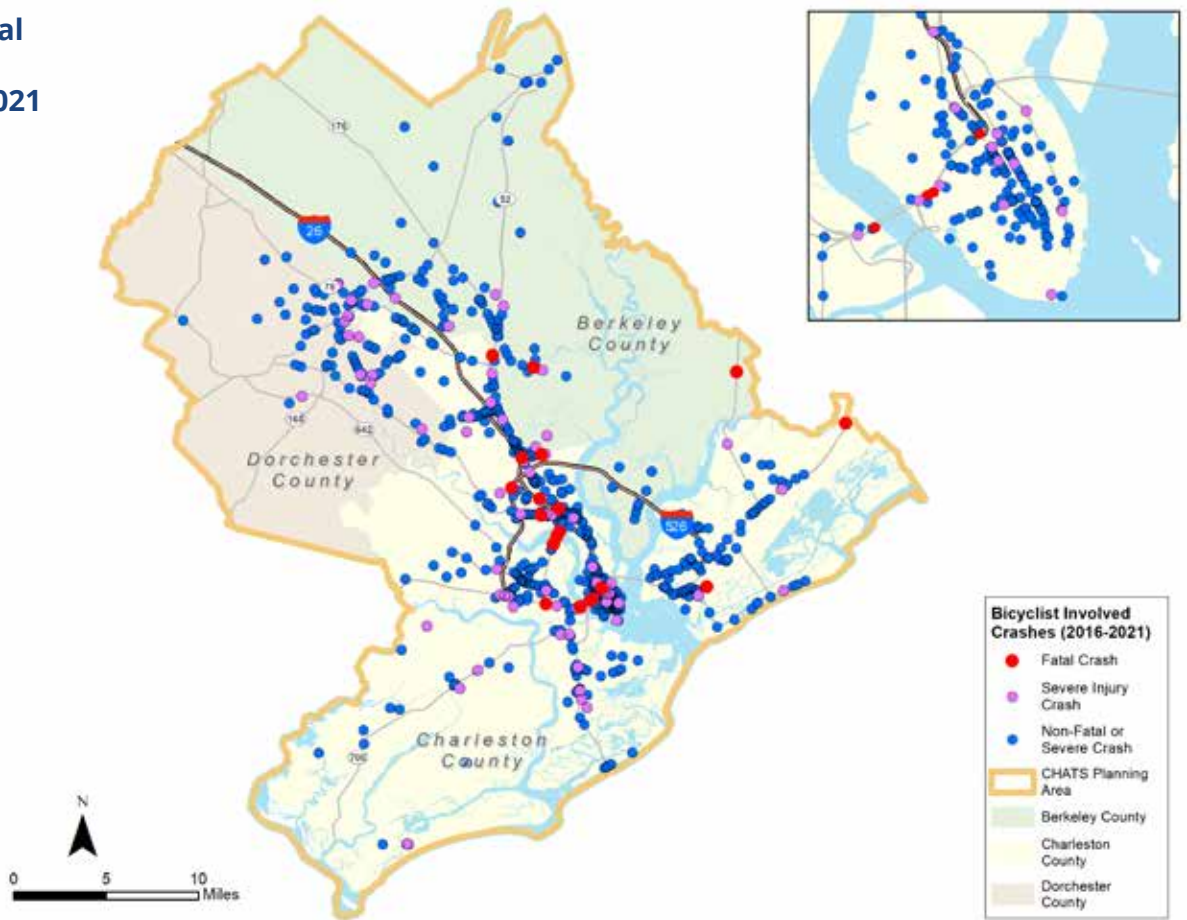 al
021
176
52
26
78
Berkeley
County
165
642
Dorchester
County
526
Charleston
County
N
0 5 10
Miles
Bicyclist Involved
Crashes (2016-2021)
Fatal Crash
Severe Injury
Crash
Non-Fatal or
Severe Crash
CHATS Planning
Area
Berkeley County
Charleston
County
Dorchester
County